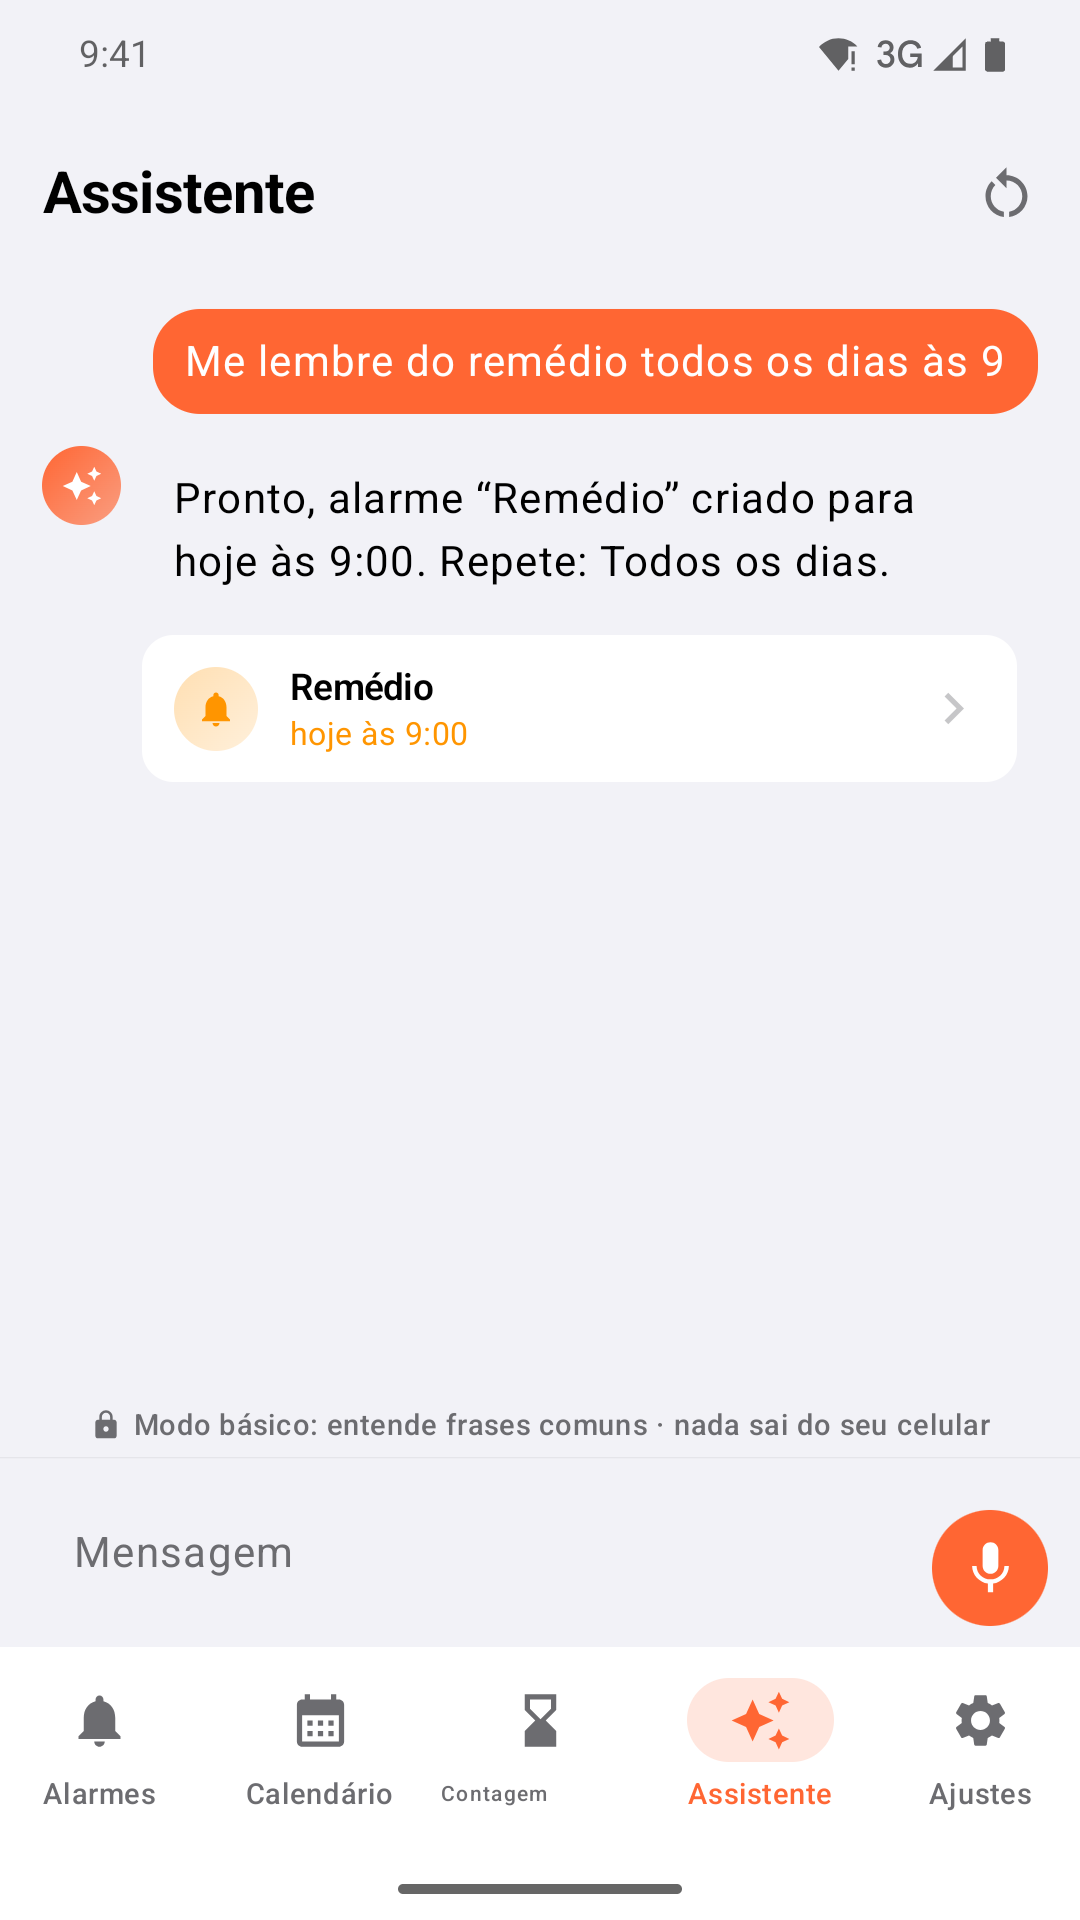 9:41
3G
Assistente
Me lembre do remédio todos os dias às 9
Pronto, alarme “Remédio” criado para
hoje às 9:00. Repete: Todos os dias.
Remédio
hoje às 9:00
Modo básico: entende frases comuns · nada sai do seu celular
Mensagem
Alarmes
Calendário
Contagem
Assistente
Ajustes